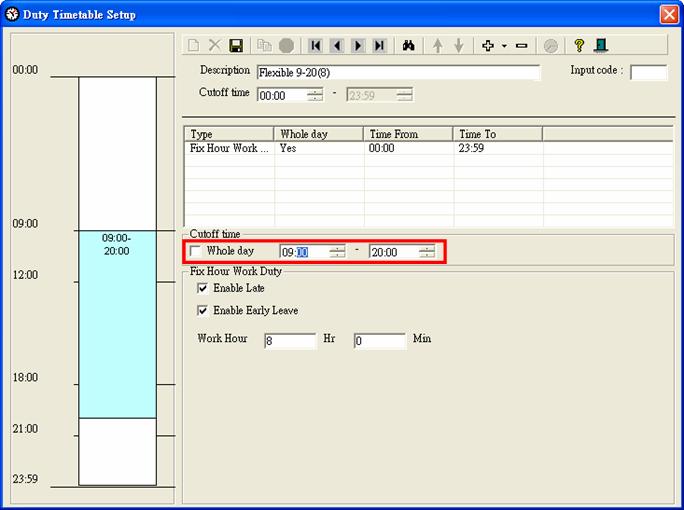 Duty Timetable Setup
Description Flexible 9-20(8) Input code :
Cutoff time 00:00 - 23:59
Type Whole day Time From Time To
Fix Hour Work ... Yes 00:00 23:59
Cutoff time
Whole day 09:00 - 20:00
Fix Hour Work Duty
Enable Late
Enable Early Leave
Work Hour 8 Hr 0 Min
00:00
09:00
09:00-
20:00
12:00
18:00
21:00
23:59